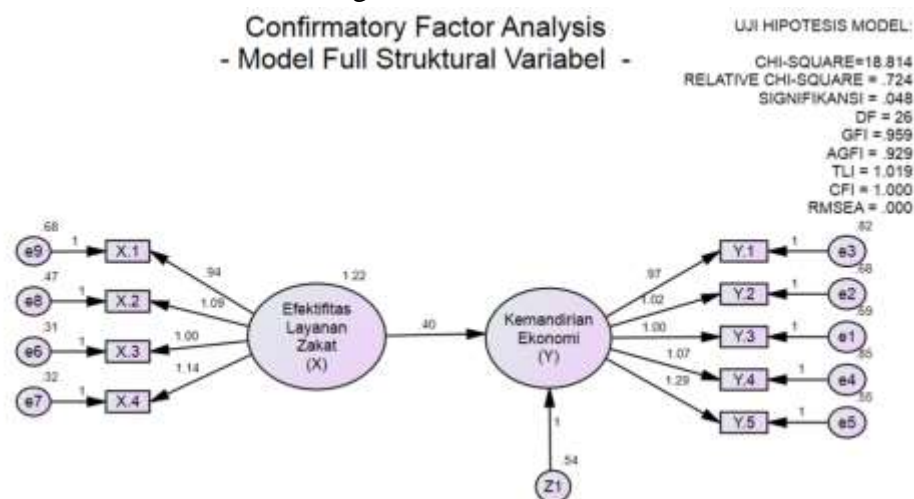 Confirmatory Factor Analysis
- Model Full Struktural Variabel -
UJI HIPOTESIS MODEL:
CHI-SQUARE=18.814
RELATIVE CHI-SQUARE = .724
SIGNIFIKANSI = .048
DF = 26
GFI =.959
AGFI = .929
TLI = 1.019
CFI = 1.000
RMSEA = .000
.68
e9 1 X.1
.47
e8 1 X.2
.31
e6 1 X.3
.32
e7 1 X.4
.94
1.09
1.00
1.14
1.22
Efektifitas
Layanan
Zakat
(X)
.40
Kemandirian
Ekonomi
(Y)
1
.54
Z1
.97
1.02
1.00
1.07
1.29
.82
Y.1 1 e3
.68
Y.2 1 e2
.59
Y.3 1 e1
Y.4 1 e4
Y.5 1 e5